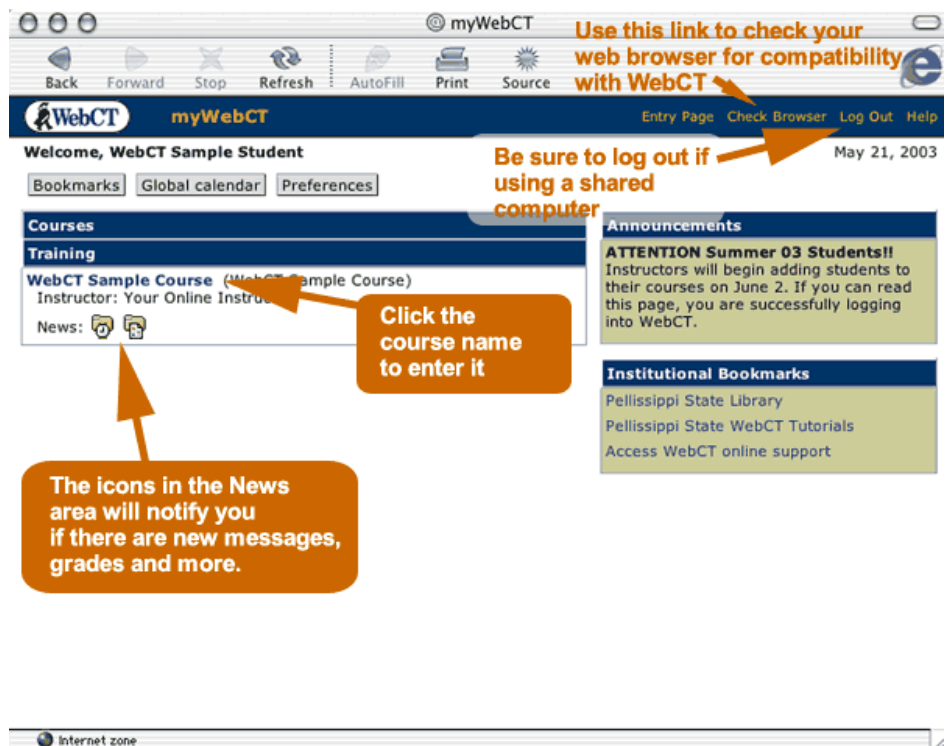 myWebCT
Use this link to check your
web browser for compatibility
with WebCT
Back Forward Stop Refresh AutoFill Print Source
WebCT myWebCT Entry Page Check Browser Log Out Help
Welcome, WebCT Sample Student May 21, 2003
Be sure to log out if
using a shared
computer
Bookmarks Global calendar Preferences
Courses
Training
WebCT Sample Course (WebCT Sample Course)
Instructor: Your Online
News:
Click the
course name
to enter it
The icons in the News
area will notify you
if there are new messages,
grades and more.
Announcements
ATTENTION Summer 03 Students!!
Instructors will begin adding students to
their courses on June 2. If you can read
this page, you are successfully logging
into WebCT.
Institutional Bookmarks
Pellissippi State Library
Pellissippi State WebCT Tutorials
Access WebCT online support
Internet zone